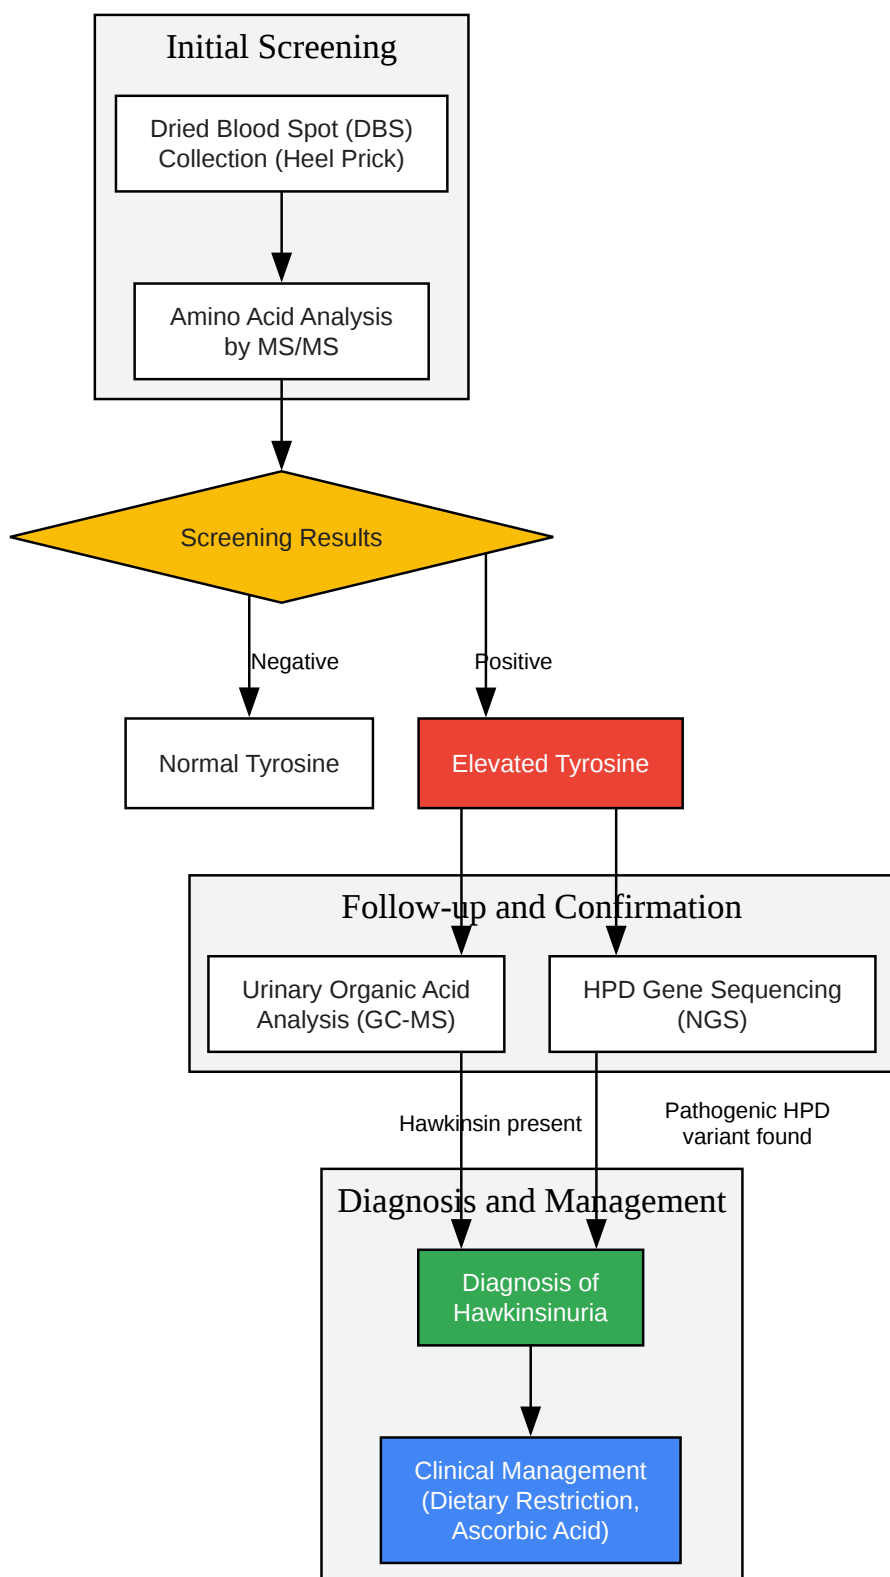 Initial Screening
Dried Blood Spot (DBS)
Collection (Heel Prick)
Amino Acid Analysis
by MS/MS
Screening Results
Negative
Positive
Normal Tyrosine
Elevated Tyrosine
Follow-up and Confirmation
Urinary Organic Acid
Analysis (GC-MS)
HPD Gene Sequencing
(NGS)
Hawkinsin present
Pathogenic HPD
variant found
Diagnosis and Management
Diagnosis of
Hawkinsinuria
Clinical Management
(Dietary Restriction,
Ascorbic Acid)